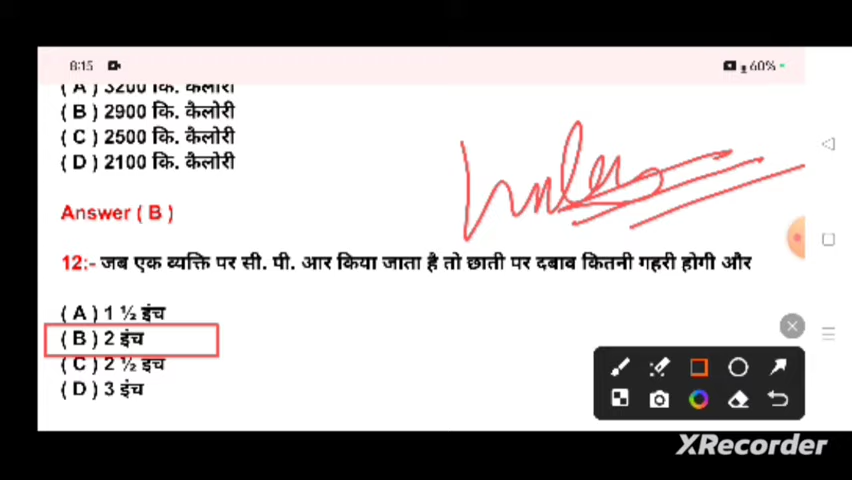 8:15 60%
( A ) 3200 कि. कैलोरी
( B ) 2900 कि. कैलोरी
( C ) 2500 कि. कैलोरी
( D ) 2100 कि. कैलोरी
Answer ( B )
12:- जब एक व्यक्ति पर सी. पी. आर किया जाता है तो छाती पर दबाव कितनी गहरी होगी और
( A ) 1 ½ इंच
( B ) 2 इंच
( C ) 2 ½ इंच
( D ) 3 इंच
XRecorder